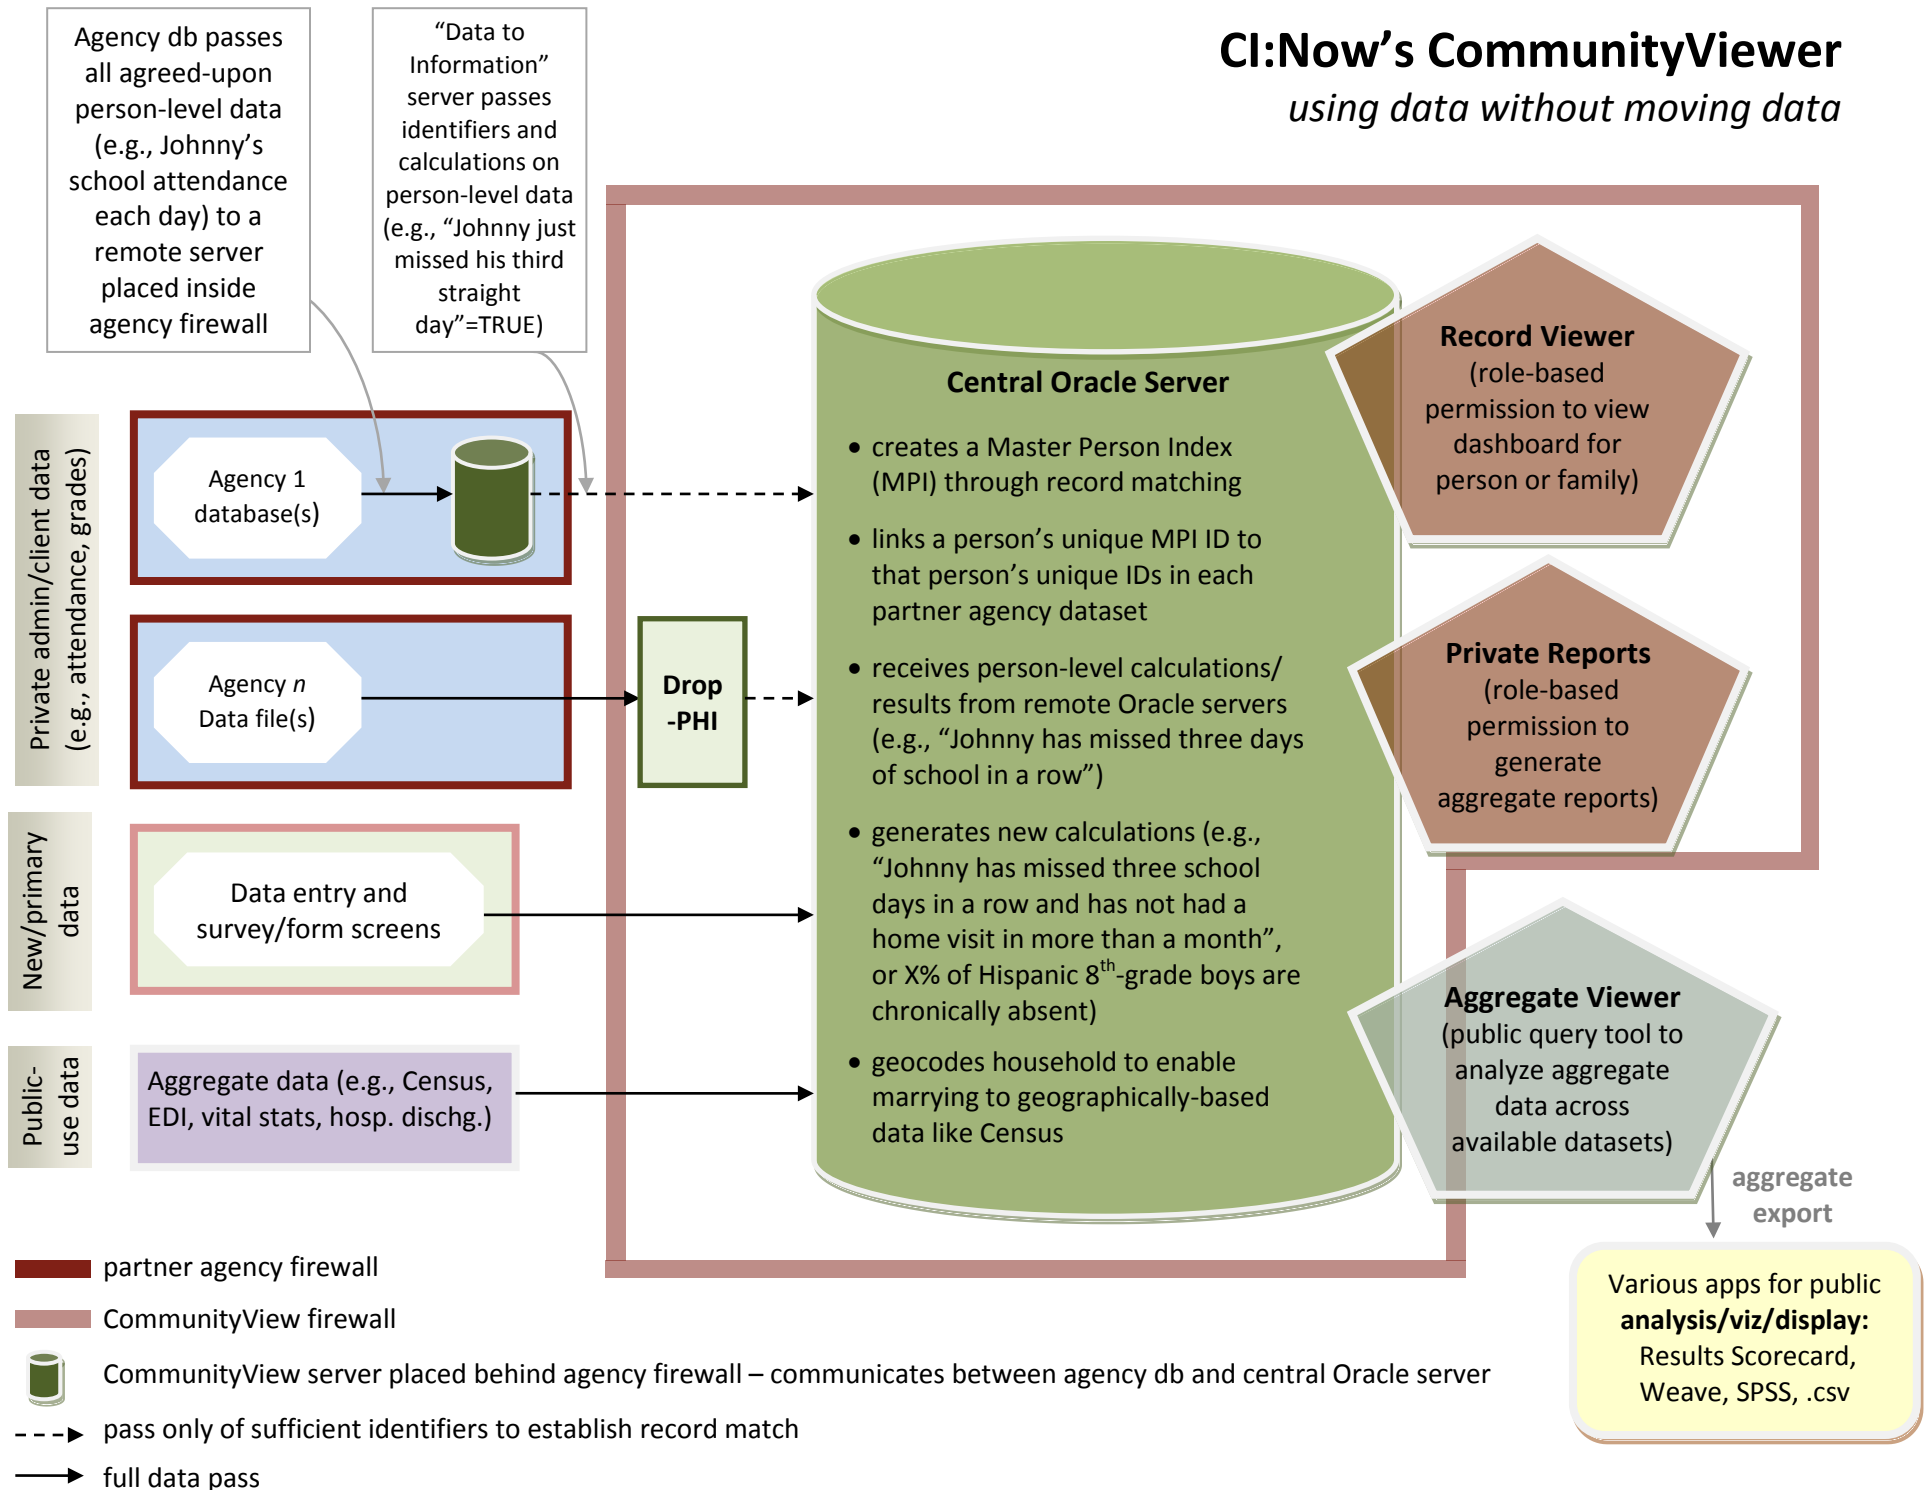 CI:Now’s CommunityViewer
using data without moving data
Agency db passes
all agreed-upon
person-level data
(e.g., Johnny’s
school attendance
each day) to a
remote server
placed inside
agency firewall
“Data to
Information”
server passes
identifiers and
calculations on
person-level data
(e.g., “Johnny just
missed his third
straight
day”=TRUE)
Private admin/client data
(e.g., attendance, grades)
Agency 1
database(s)
Agency n
Data file(s)
Drop
-PHI
New/primary
data
Data entry and
survey/form screens
Public-
use data
Aggregate data (e.g., Census,
EDI, vital stats, hosp. dischg.)
Central Oracle Server
• creates a Master Person Index
(MPI) through record matching
• links a person’s unique MPI ID to
that person’s unique IDs in each
partner agency dataset
• receives person-level calculations/
results from remote Oracle servers
(e.g., “Johnny has missed three days
of school in a row”)
• generates new calculations (e.g.,
“Johnny has missed three school
days in a row and has not had a
home visit in more than a month”,
or X% of Hispanic 8th-grade boys are
chronically absent)
• geocodes household to enable
marrying to geographically-based
data like Census
Record Viewer
(role-based
permission to view
dashboard for
person or family)
Private Reports
(role-based
permission to
generate
aggregate reports)
Aggregate Viewer
(public query tool to
analyze aggregate
data across
available datasets)
aggregate
export
Various apps for public
analysis/viz/display:
Results Scorecard,
Weave, SPSS, .csv
partner agency firewall
CommunityView firewall
CommunityView server placed behind agency firewall – communicates between agency db and central Oracle server
pass only of sufficient identifiers to establish record match
full data pass